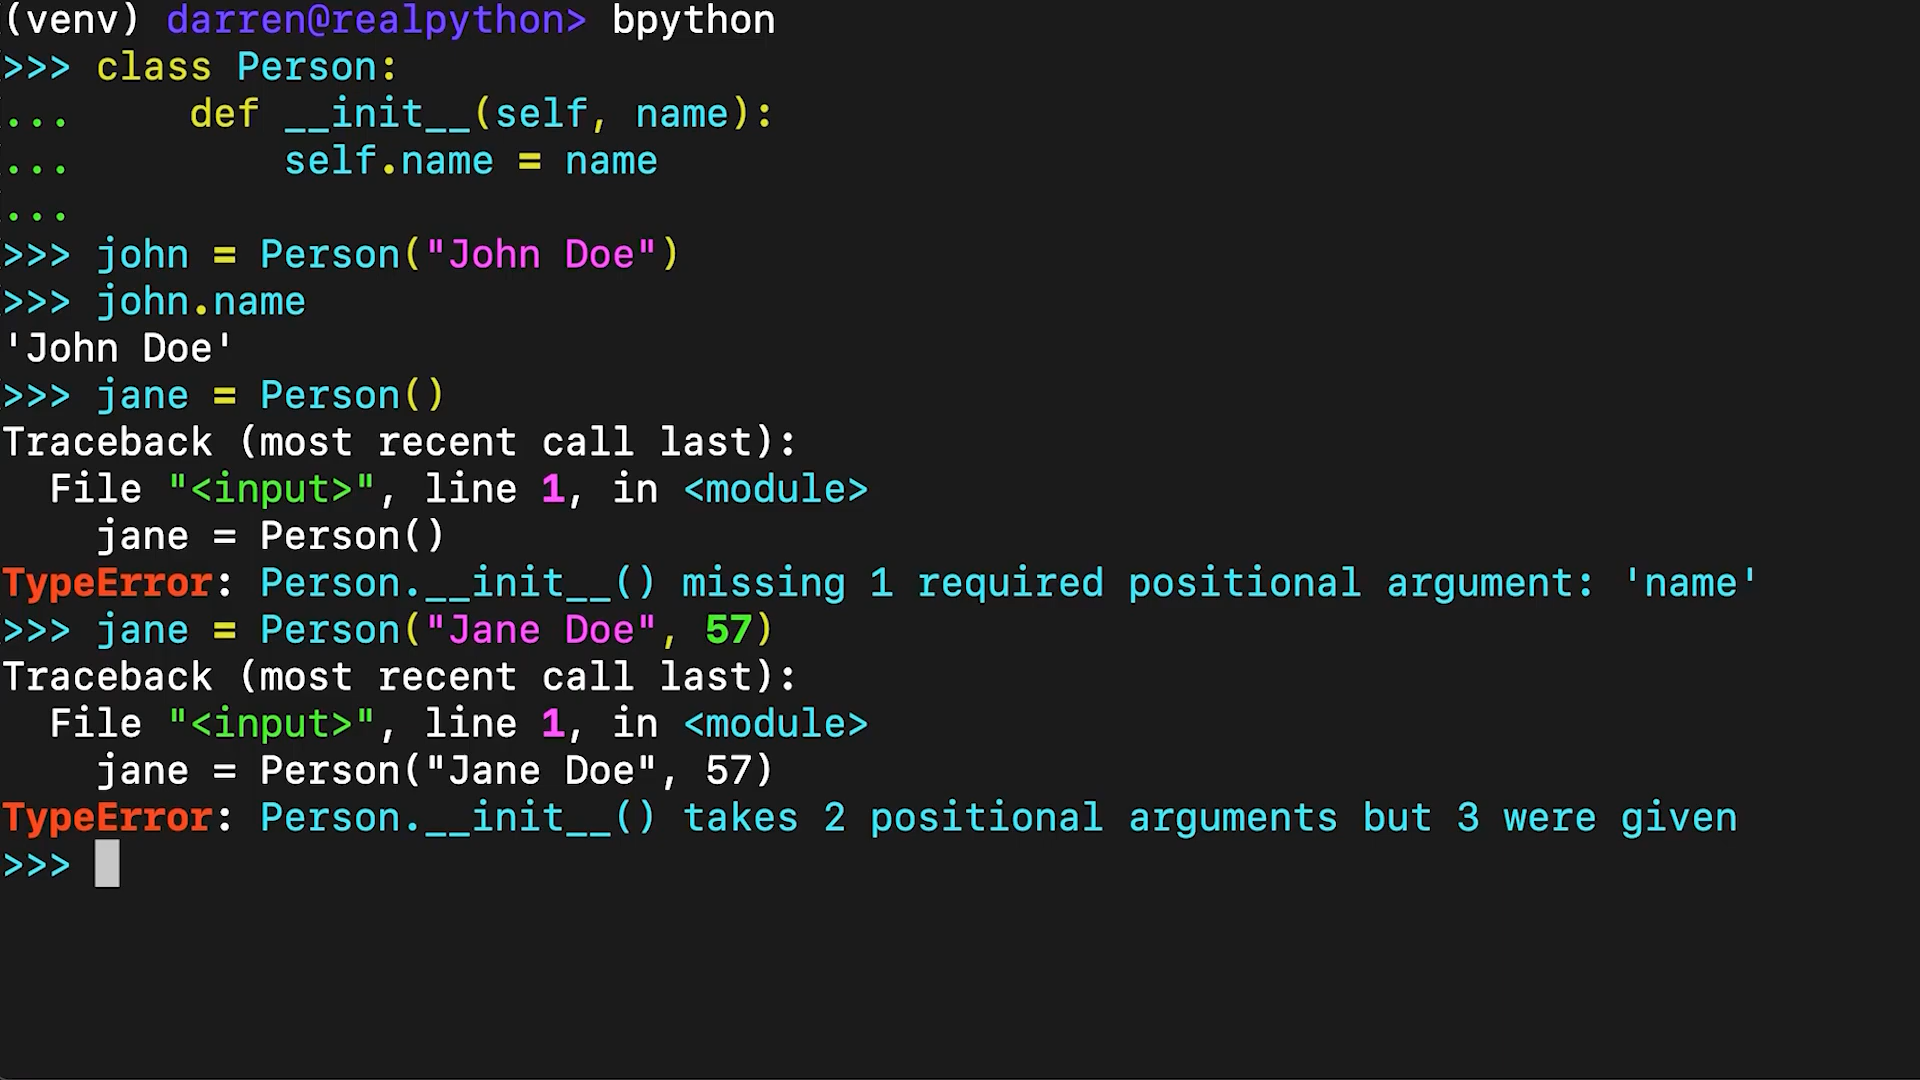 (venv) darren@realpython> bpython
>>> class Person:
...     def __init__(self, name):
...         self.name = name
...
>>> john = Person("John Doe")
>>> john.name
'John Doe'
>>> jane = Person()
Traceback (most recent call last):
  File "<input>", line 1, in <module>
    jane = Person()
TypeError: Person.__init__() missing 1 required positional argument: 'name'
>>> jane = Person("Jane Doe", 57)
Traceback (most recent call last):
  File "<input>", line 1, in <module>
    jane = Person("Jane Doe", 57)
TypeError: Person.__init__() takes 2 positional arguments but 3 were given
>>>